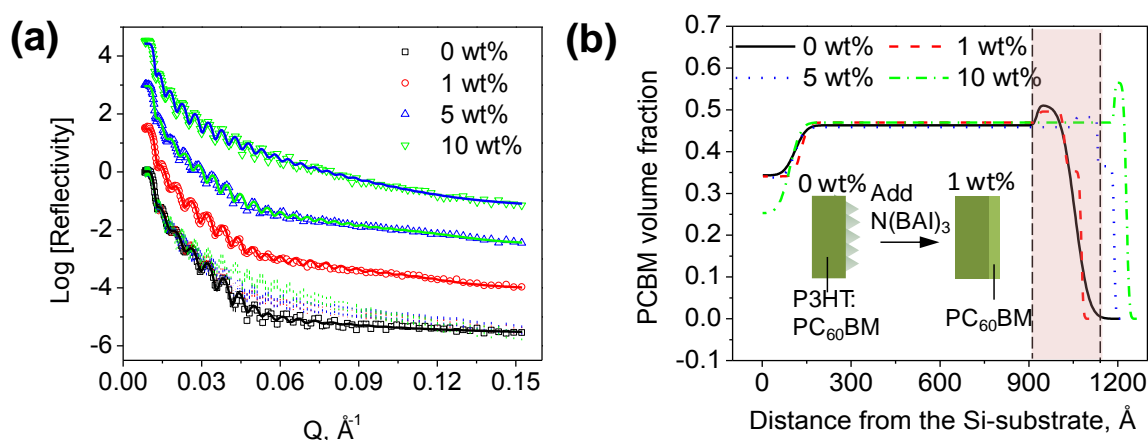 (a)
4
2
0
-2
-4
-6
Log [Reflectivity]
0 wt%
1 wt%
5 wt%
10 wt%
0.00
0.03
0.06
0.09
0.12
0.15
Q, Å-1
(b)
0.7
0.6
0.5
0.4
0.3
0.2
0.1
0.0
-0.1
PCBM volume fraction
0 wt%
1 wt%
5 wt%
10 wt%
0 wt%
Add
N(BAI)3
1 wt%
P3HT:
PC60BM
PC60BM
0
300
600
900
1200
Distance from the Si-substrate, Å